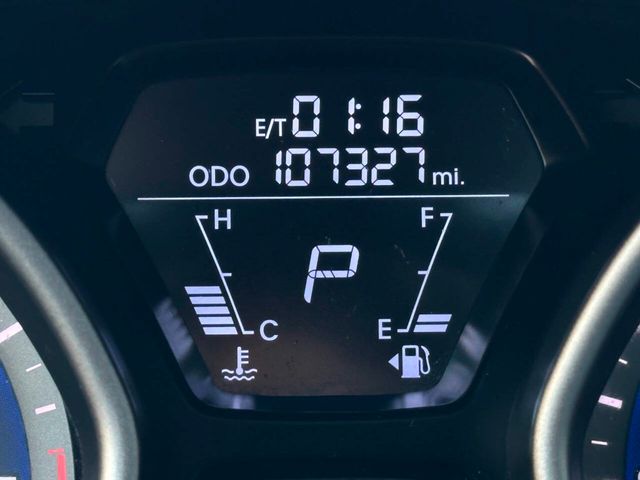 E/T 01:16
ODO 107327 mi.
H F
P
C E